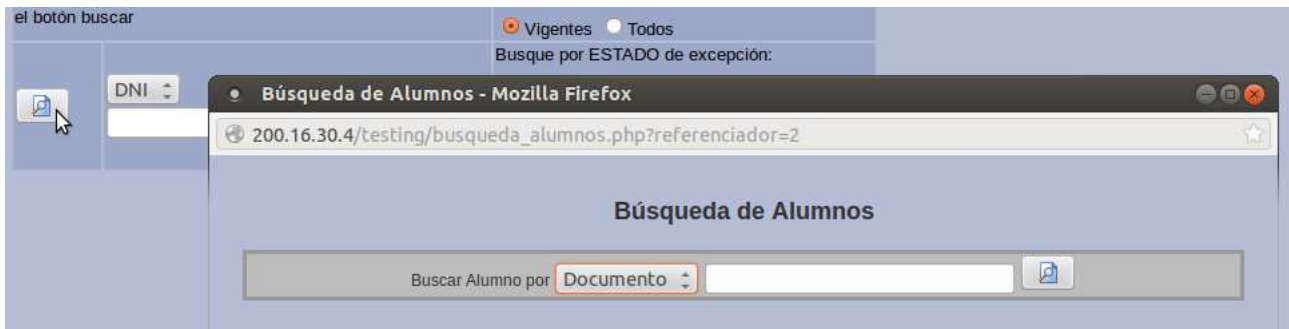 el botón buscar
Vigentes Todos
Busque por ESTADO de excepción:
DNI
Búsqueda de Alumnos - Mozilla Firefox
200.16.30.4/testing/busqueda_alumnos.php?referenciador=2
Búsqueda de Alumnos
Buscar Alumno por Documento